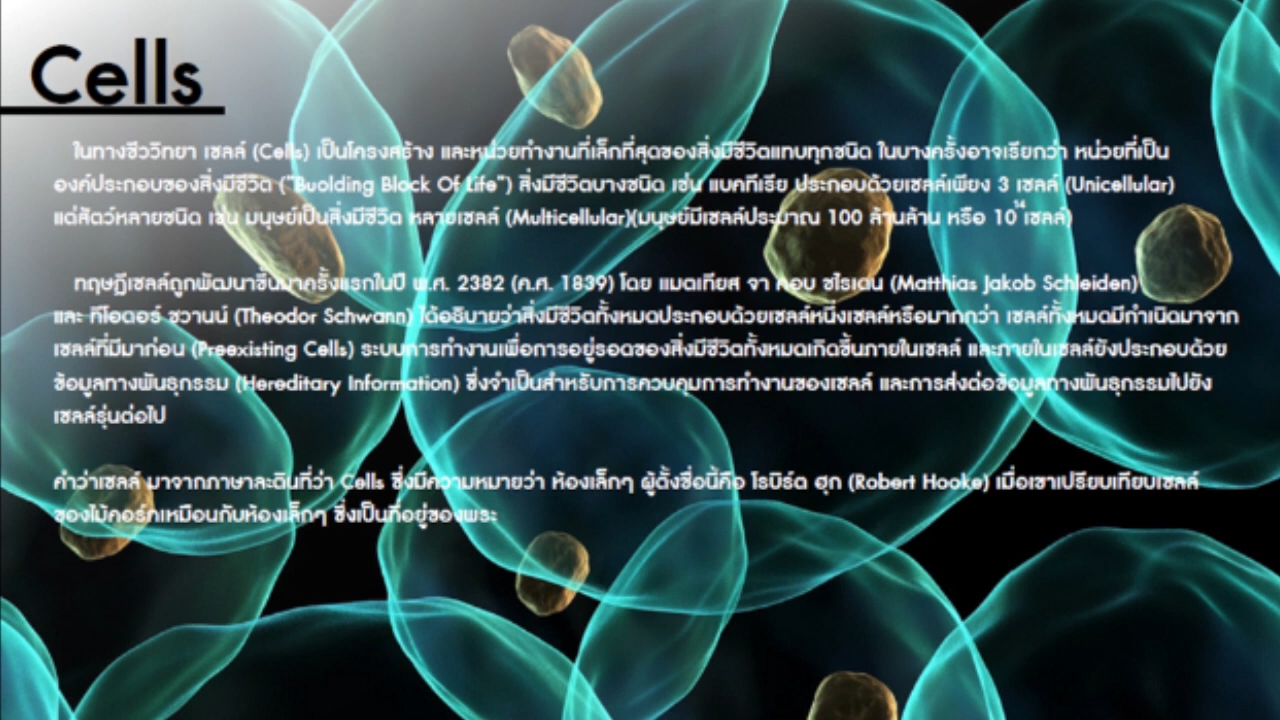 Cells
ในทางชีววิทยา เซลล์ (Cells) เป็นโครงสร้าง และหน่วยทำงานที่เล็กที่สุดของสิ่งมีชีวิตแทบทุกชนิด ในบางครั้งอาจเรียกว่า หน่วยที่เป็น
องค์ประกอบของสิ่งมีชีวิต ("Buolding Block Of Life") สิ่งมีชีวิตบางชนิด เช่น แบคทีเรีย ประกอบด้วยเซลล์เพียง 3 เซลล์ (Unicellular)
แต่สัตว์หลายชนิด เช่น มนุษย์เป็นสิ่งมีชีวิต หลายเซลล์ (Multicellular)(มนุษย์มีเซลล์ประมาณ 100 ล้านล้าน หรือ 10¹⁴ เซลล์)
ทฤษฎีเซลล์ถูกพัฒนาขึ้นมาครั้งแรกในปี พ.ศ. 2382 (ค.ศ. 1839) โดย แมตเทียส จา คอบ ชไรเดน (Matthias Jakob Schleiden)
และ ทีโอดอร์ ชวานน์ (Theodor Schwann) ได้อธิบายว่าสิ่งมีชีวิตทั้งหมดประกอบด้วยเซลล์หนึ่งเซลล์หรือมากกว่า เซลล์ทั้งหมดมีกำเนิดมาจาก
เซลล์ที่มีมาก่อน (Preexisting Cells) ระบบการทำงานเพื่อการอยู่รอดของสิ่งมีชีวิตทั้งหมดเกิดขึ้นภายในเซลล์ และภายในเซลล์ยังประกอบด้วย
ข้อมูลทางพันธุกรรม (Hereditary Information) ซึ่งจำเป็นสำหรับการควบคุมการทำงานของเซลล์ และการส่งต่อข้อมูลทางพันธุกรรมไปยัง
เซลล์รุ่นต่อไป
คำว่าเซลล์ มาจากภาษาละตินที่ว่า Cells ซึ่งมีความหมายว่า ห้องเล็กๆ ผู้ตั้งชื่อนี้คือ โรบิร์ต ฮุก (Robert Hooke) เมื่อเขาเปรียบเทียบเซลล์
ของไม้คอร์กเหมือนกับห้องเล็กๆ ซึ่งเป็นที่อยู่ของพระ